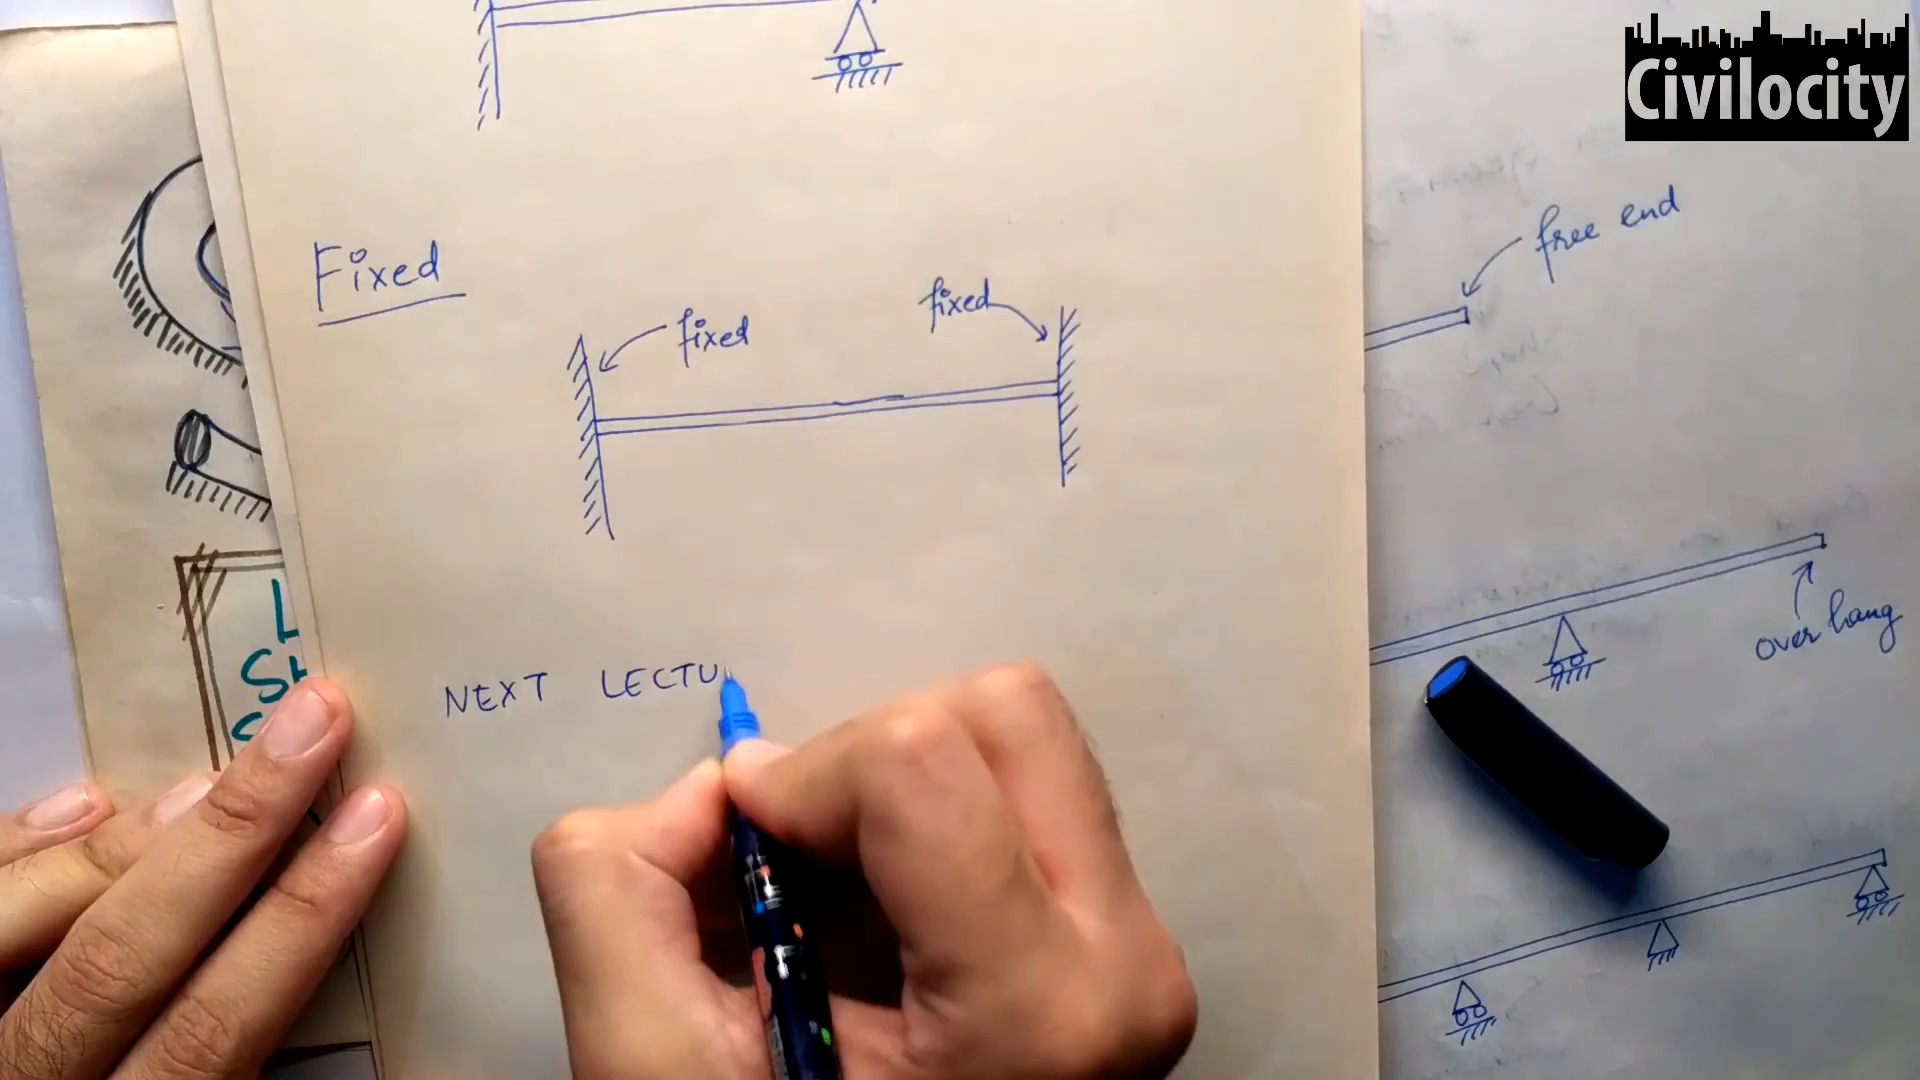 Civilocity
free end
Fixed
fixed
fixed
over hang
NEXT LECTU